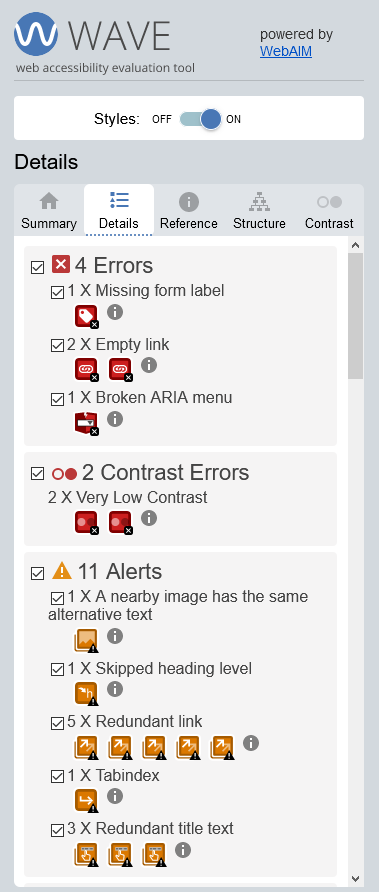 WAVE
powered by
WebAIM
web accessibility evaluation tool
Styles: OFF ON
Details
Summary Details Reference Structure Contrast
4 Errors
1 X Missing form label
2 X Empty link
1 X Broken ARIA menu
2 Contrast Errors
2 X Very Low Contrast
11 Alerts
1 X A nearby image has the same
alternative text
1 X Skipped heading level
5 X Redundant link
1 X Tabindex
3 X Redundant title text